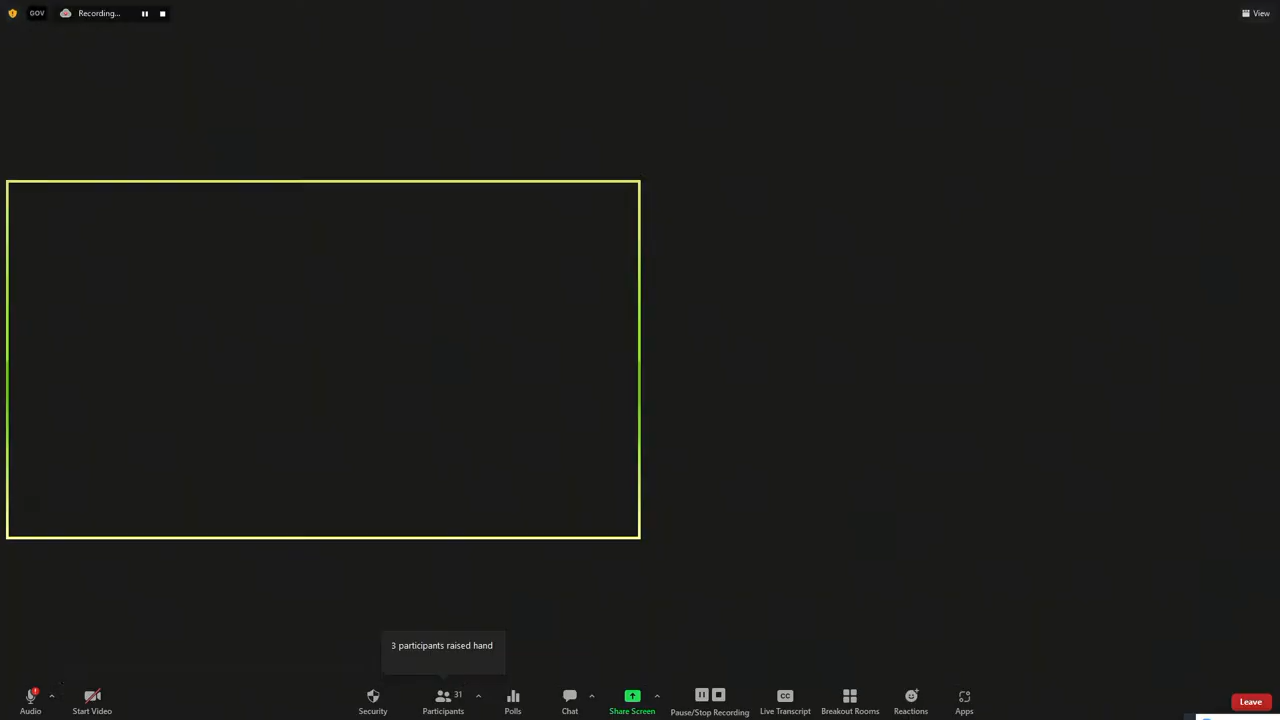 GOV
Recording...
View
3 participants raised hand
31
Audio
Start Video
Security
Participants
Polls
Chat
Share Screen
Pause/Stop Recording
CC
Live Transcript
Breakout Rooms
Reactions
Apps
Leave